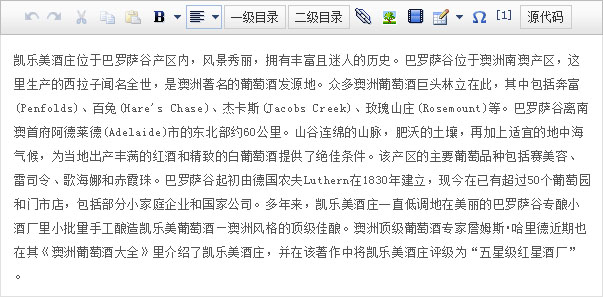 B 一级目录 二级目录 Ω [1] 源代码
凯乐美酒庄位于巴罗萨谷产区内，风景秀丽，拥有丰富且迷人的历史。巴罗萨谷位于澳洲南澳产区，这
里生产的西拉子闻名全世，是澳洲著名的葡萄酒发源地。众多澳洲葡萄酒巨头林立在此，其中包括奔富
(Penfolds)、百兔(Hare's Chase)、杰卡斯(Jacobs Creek)、玫瑰山庄(Rosemount)等。巴罗萨谷离南
澳首府阿德莱德(Adelaide)市的东北部约60公里。山谷连绵的山脉，肥沃的土壤，再加上适宜的地中海
气候，为当地出产丰满的红酒和精致的白葡萄酒提供了绝佳条件。该产区的主要葡萄品种包括赛美容、
雷司令、歌海娜和赤霞珠。巴罗萨谷起初由德国农夫Luthern在1830年建立，现今在已有超过50个葡萄园
和门市店，包括部分小家庭企业和国家公司。多年来，凯乐美酒庄一直低调地在美丽的巴罗萨谷专酿小
酒厂里小批里手工酿造凯乐美葡萄酒—澳洲风格的顶级佳酿。澳洲顶级葡萄酒专家詹姆斯·哈里德近期也
在其《澳洲葡萄酒大全》里介绍了凯乐美酒庄，并在该著作中将凯乐美酒庄评级为“五星级红星酒厂”
。